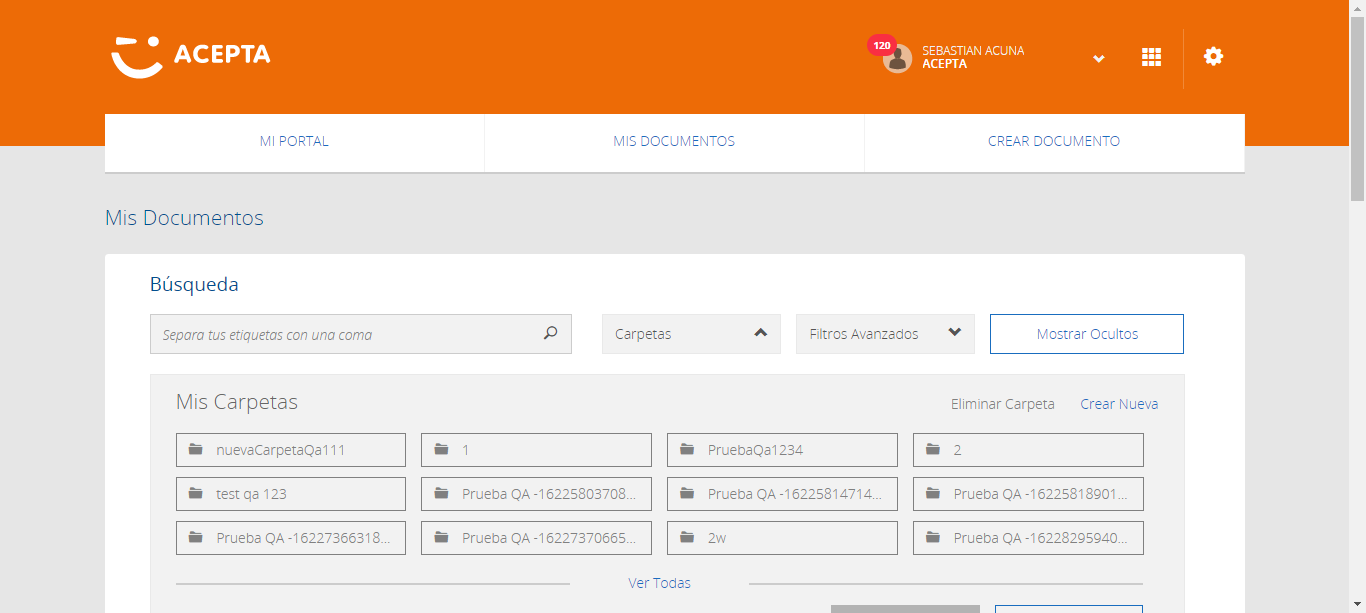 ACEPTA
120
SEBASTIAN ACUNA
ACEPTA
MI PORTAL
MIS DOCUMENTOS
CREAR DOCUMENTO
Mis Documentos
Búsqueda
Separa tus etiquetas con una coma
Carpetas
Filtros Avanzados
Mostrar Ocultos
Mis Carpetas
Eliminar Carpeta
Crear Nueva
nuevaCarpetaQa111
1
PruebaQa1234
2
test qa 123
Prueba QA -16225803708...
Prueba QA -16225814714...
Prueba QA -16225818901...
Prueba QA -16227366318...
Prueba QA -16227370665...
2w
Prueba QA -16228295940...
Ver Todas